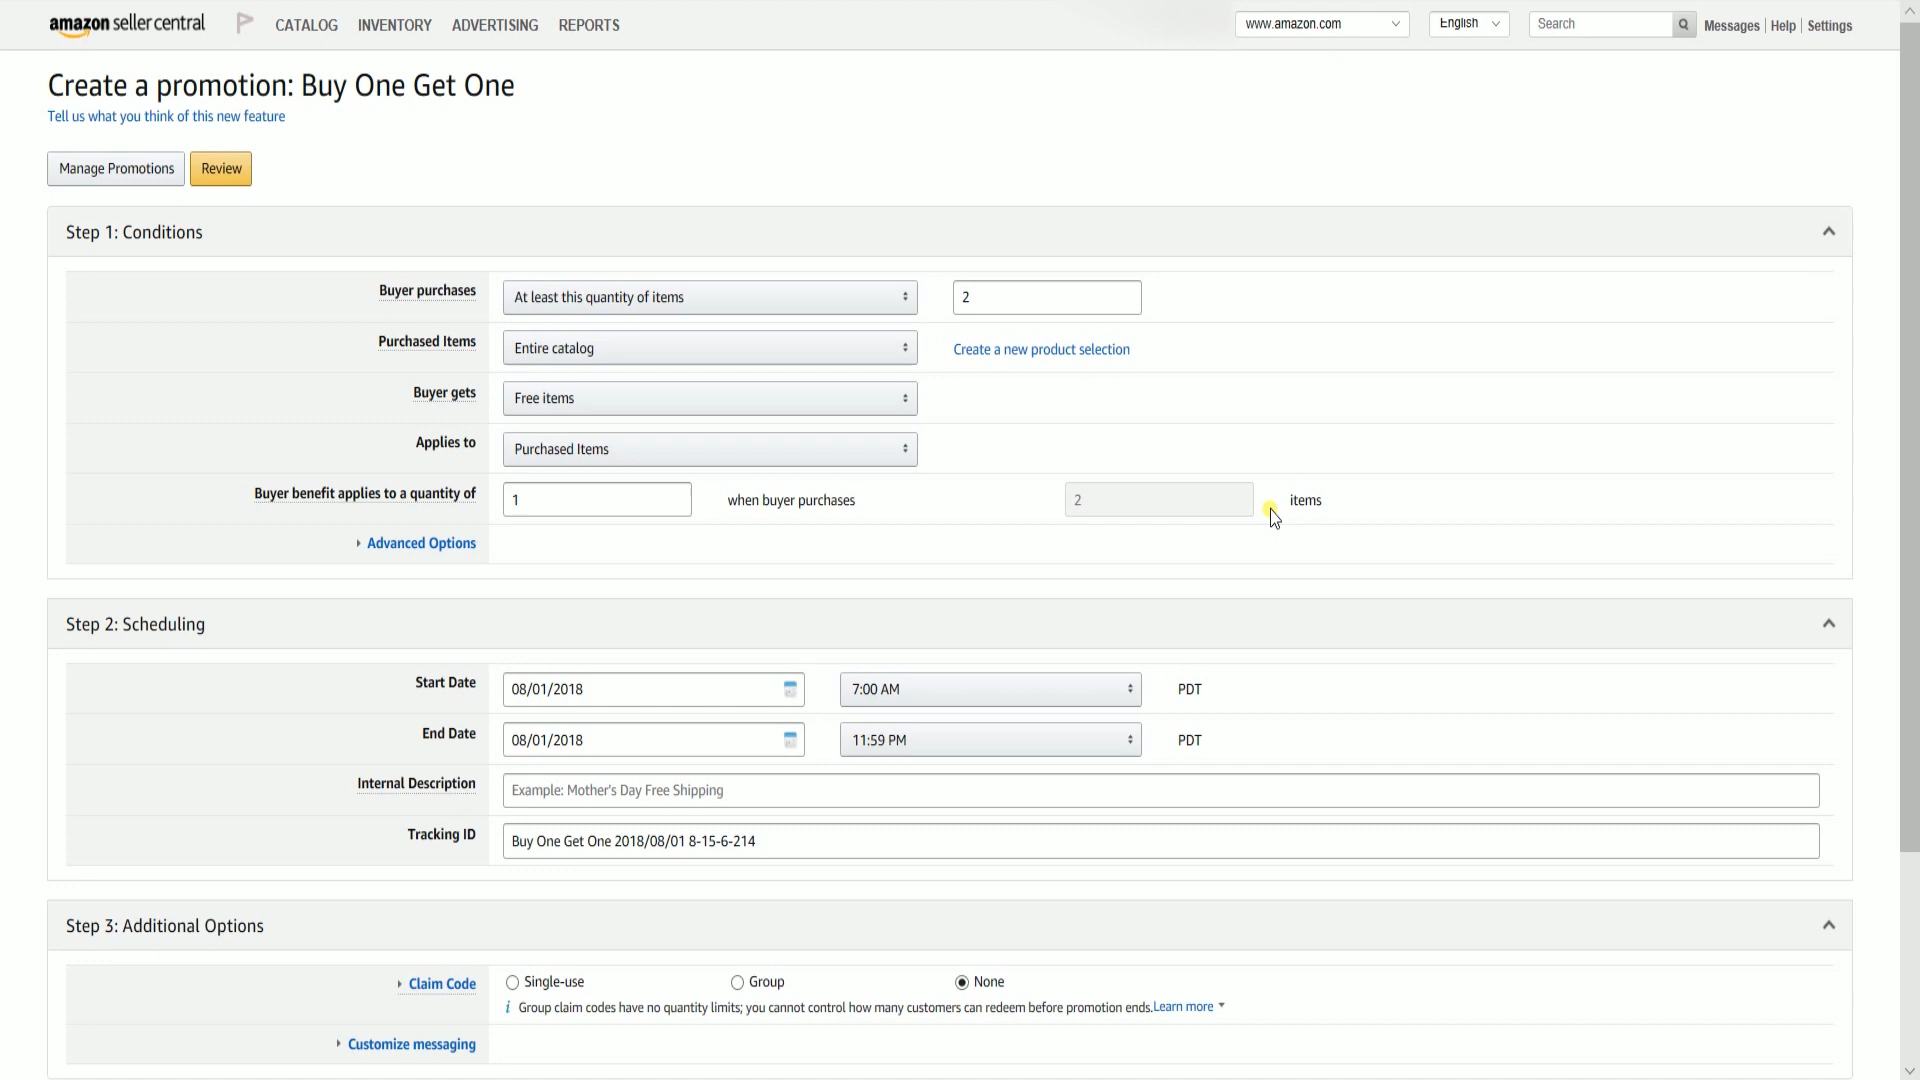 amazon seller central
CATALOG INVENTORY ADVERTISING REPORTS
www.amazon.com English Search Messages | Help | Settings
Create a promotion: Buy One Get One
Tell us what you think of this new feature
Manage Promotions Review
Step 1: Conditions
Buyer purchases At least this quantity of items 2
Purchased Items Entire catalog Create a new product selection
Buyer gets Free items
Applies to Purchased Items
Buyer benefit applies to a quantity of 1 when buyer purchases 2 items
Advanced Options
Step 2: Scheduling
Start Date 08/01/2018 7:00 AM PDT
End Date 08/01/2018 11:59 PM PDT
Internal Description Example: Mother's Day Free Shipping
Tracking ID Buy One Get One 2018/08/01 8-15-6-214
Step 3: Additional Options
Claim Code Single-use Group None
i Group claim codes have no quantity limits; you cannot control how many customers can redeem before promotion ends.Learn more
Customize messaging